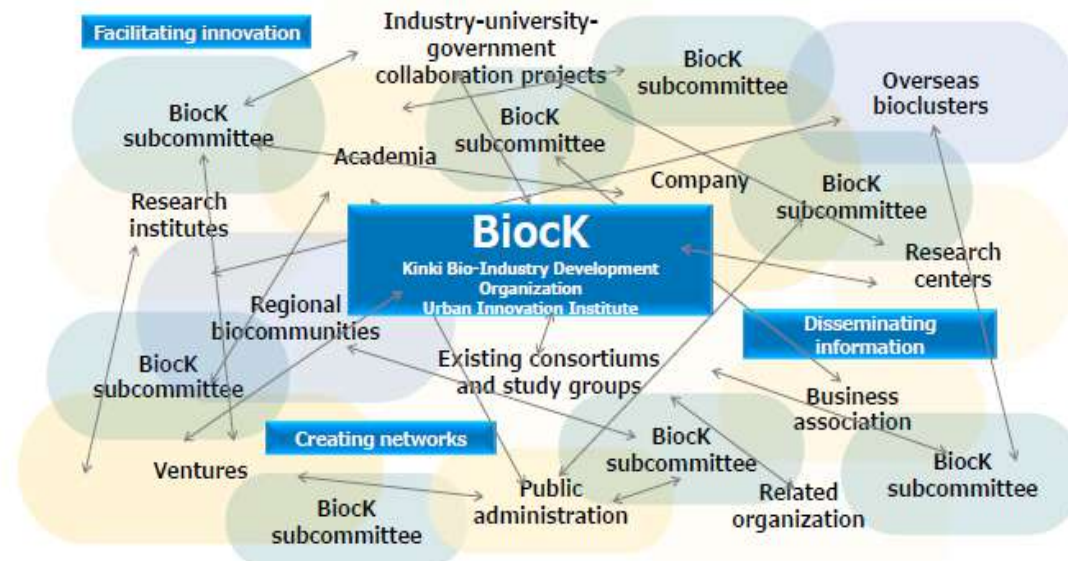 Facilitating innovation
Industry-university-
government
collaboration projects
BiocK
subcommittee
Overseas
bioclusters
BiocK
subcommittee
BiocK
subcommittee
Academia
Company
BiocK
subcommittee
Research
institutes
BiocK
Kinki Bio-Industry Development
Organization
Urban Innovation Institute
Research
centers
Regional
biocommunities
Disseminating
information
BiocK
subcommittee
Existing consortiums
and study groups
Business
association
Creating networks
BiocK
subcommittee
Ventures
BiocK
subcommittee
Public
administration
Related
organization
BiocK
subcommittee